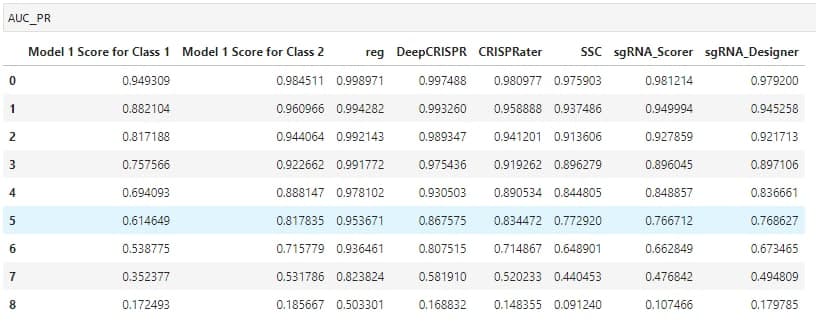 AUC_PR
Model 1 Score for Class 1 Model 1 Score for Class 2 reg DeepCRISPR CRISPRater SSC sgRNA_Scorer sgRNA_Designer
0 0.949309 0.984511 0.998971 0.997488 0.980977 0.975903 0.981214 0.979200
1 0.882104 0.960966 0.994282 0.993260 0.958888 0.937486 0.949994 0.945258
2 0.817188 0.944064 0.992143 0.989347 0.941201 0.913606 0.927859 0.921713
3 0.757566 0.922662 0.991772 0.975436 0.919262 0.896279 0.896045 0.897106
4 0.694093 0.888147 0.978102 0.930503 0.890534 0.844805 0.848857 0.836661
5 0.614649 0.817835 0.953671 0.867575 0.834472 0.772920 0.766712 0.768627
6 0.538775 0.715779 0.936461 0.807515 0.714867 0.648901 0.662849 0.673465
7 0.352377 0.531786 0.823824 0.581910 0.520233 0.440453 0.476842 0.494809
8 0.172493 0.185667 0.503301 0.168832 0.148355 0.091240 0.107466 0.179785